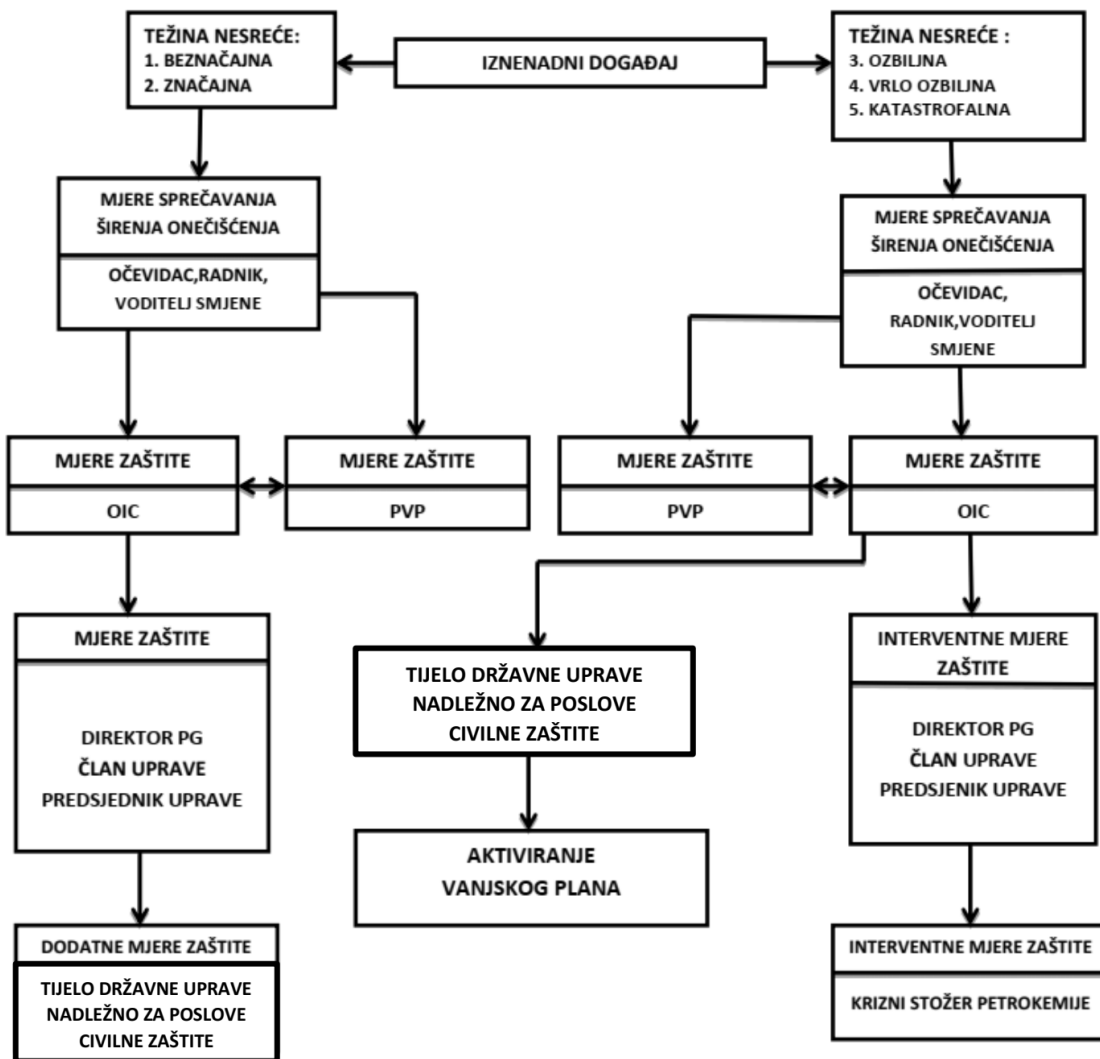 TEŽINA NESREĆE:
1. BEZNAČAJNA
2. ZNAČAJNA
IZNENADNI DOGAĐAJ
TEŽINA NESREĆE :
3. OZBILJNA
4. VRLO OZBILJNA
5. KATASTROFALNA
MJERE SPREČAVANJA
ŠIRENJA ONEČIŠĆENJA
OČEVIDAC,RADNIK,
VODITELJ SMJENE
MJERE SPREČAVANJA
ŠIRENJA ONEČIŠĆENJA
OČEVIDAC,
RADNIK,VODITELJ
SMJENE
MJERE ZAŠTITE
OIC
MJERE ZAŠTITE
PVP
MJERE ZAŠTITE
PVP
MJERE ZAŠTITE
OIC
MJERE ZAŠTITE
DIREKTOR PG
ČLAN UPRAVE
PREDSJEDNIK UPRAVE
TIJELO DRŽAVNE UPRAVE
NADLEŽNO ZA POSLOVE
CIVILNE ZAŠTITE
INTERVENTNE MJERE
ZAŠTITE
DIREKTOR PG
ČLAN UPRAVE
PREDSJENIK UPRAVE
AKTIVIRANJE
VANJSKOG PLANA
DODATNE MJERE ZAŠTITE
TIJELO DRŽAVNE UPRAVE
NADLEŽNO ZA POSLOVE
CIVILNE ZAŠTITE
INTERVENTNE MJERE ZAŠTITE
KRIZNI STOŽER PETROKEMIJE